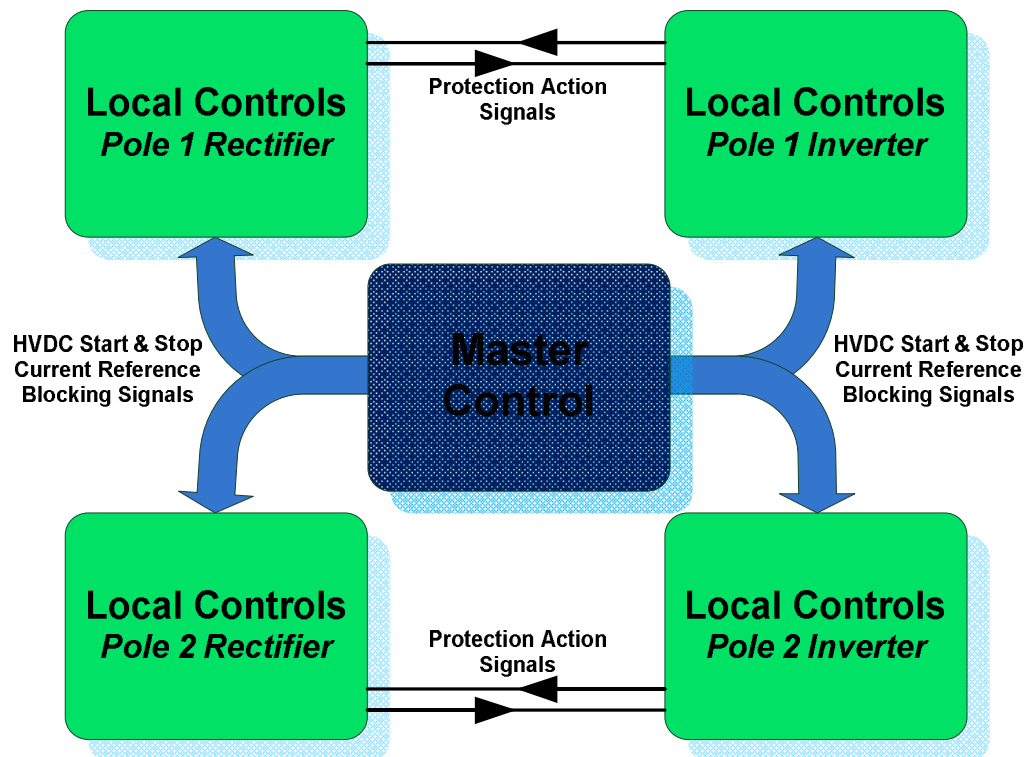 Local Controls
Pole 1 Rectifier
Protection Action
Signals
Local Controls
Pole 1 Inverter
HVDC Start & Stop
Current Reference
Blocking Signals
Master
Control
HVDC Start & Stop
Current Reference
Blocking Signals
Local Controls
Pole 2 Rectifier
Protection Action
Signals
Local Controls
Pole 2 Inverter